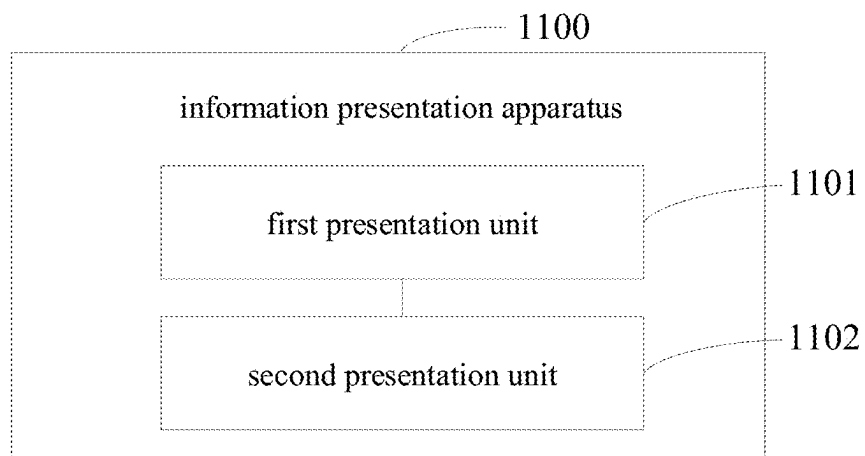 1100
information presentation apparatus
1101
first presentation unit
1102
second presentation unit